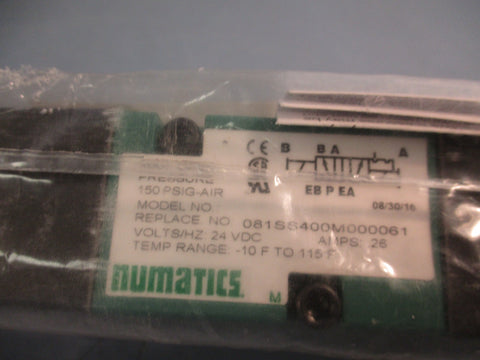 CE B B A A
PRESSURE
150 PSIG-AIR
EB P EA
MODEL NO
08/30/16
REPLACE NO 081SS400M000061
VOLTS/HZ: 24 VDC AMPS: .26
TEMP RANGE: -10 F TO 115 F
numatics.
M